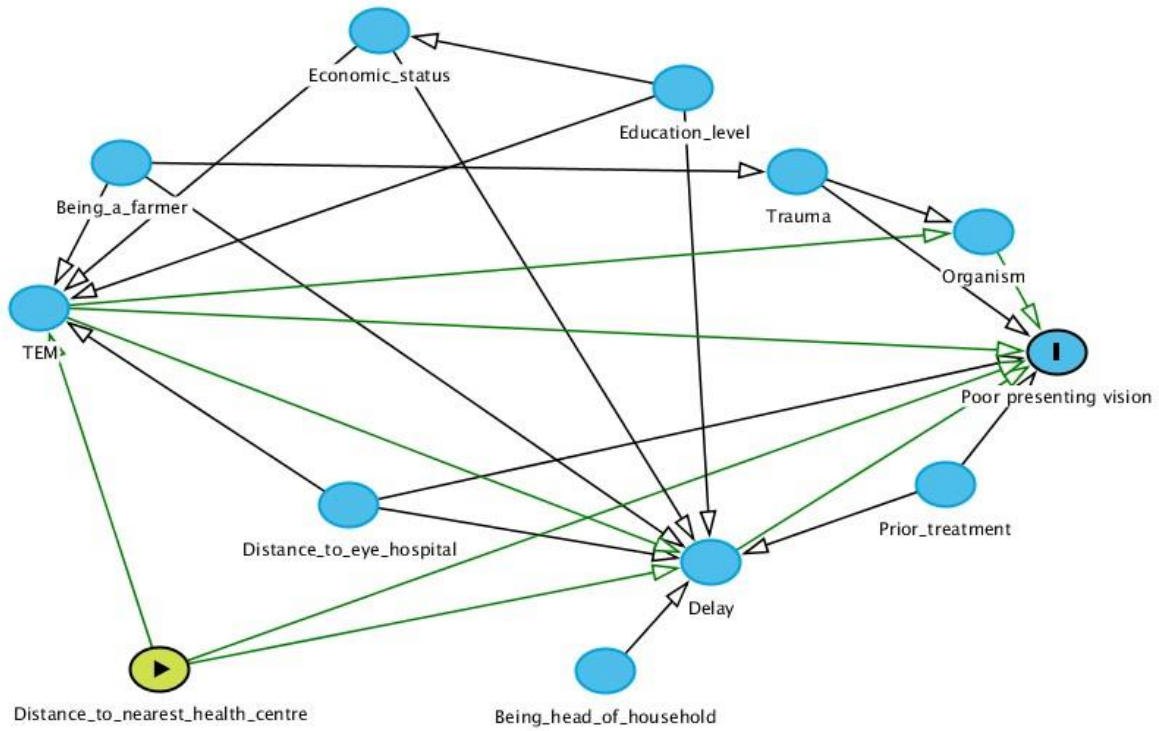 Economic_status
Education_level
Being_a_farmer
Trauma
Organism
TEM
Poor presenting vision
Prior_treatment
Distance_to_eye_hospital
Delay
Distance_to_nearest_health_centre
Being_head_of_household